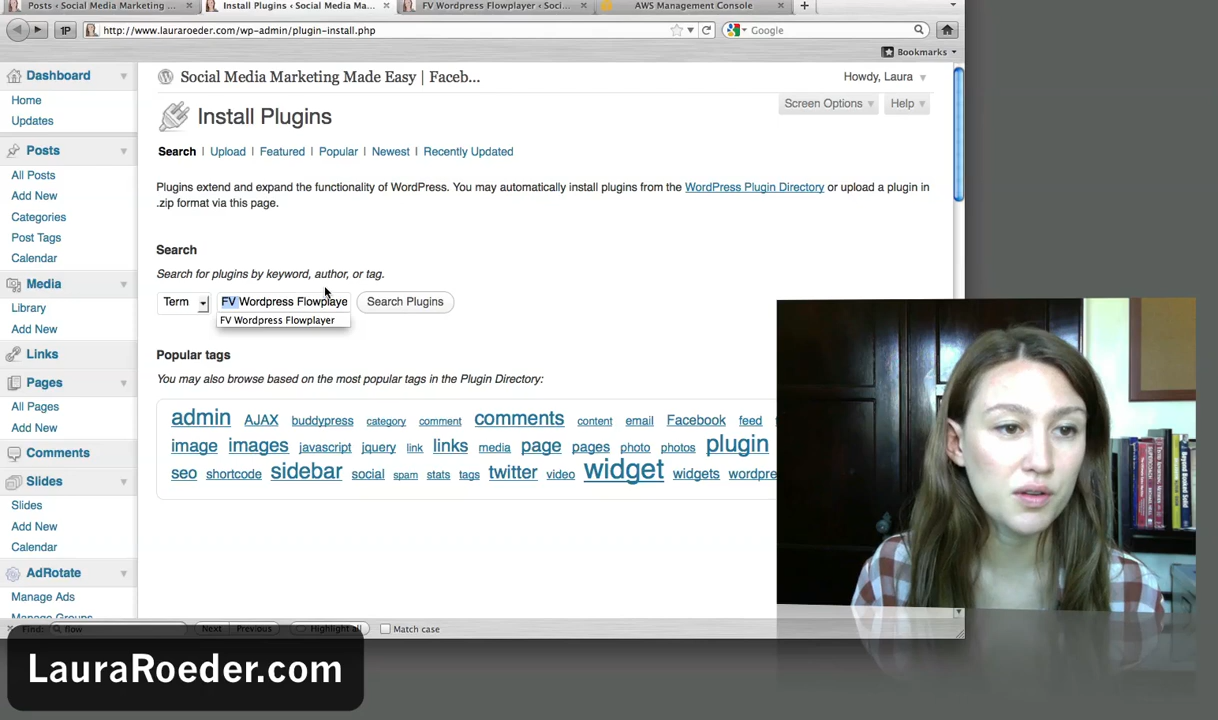 Posts ‹ Social Media Marketing ...
Install Plugins ‹ Social Media Ma...
FV Wordpress Flowplayer ‹ Soci...
AWS Management Console
1P
http://www.lauraroeder.com/wp-admin/plugin-install.php
Google
Bookmarks
Dashboard
Home
Updates
Posts
All Posts
Add New
Categories
Post Tags
Calendar
Media
Library
Add New
Links
Pages
All Pages
Add New
Comments
Slides
Slides
Add New
Calendar
AdRotate
Manage Ads
Manage Groups
Social Media Marketing Made Easy | Faceb...
Howdy, Laura
Screen Options
Help
Install Plugins
Search | Upload | Featured | Popular | Newest | Recently Updated
Plugins extend and expand the functionality of WordPress. You may automatically install plugins from the WordPress Plugin Directory or upload a plugin in
.zip format via this page.
Search
Search for plugins by keyword, author, or tag.
Term FV Wordpress Flowplaye Search Plugins
FV Wordpress Flowplayer
Popular tags
You may also browse based on the most popular tags in the Plugin Directory:
admin AJAX buddypress category comment comments content email Facebook feed
image images javascript jquery link links media page pages photo photos plugin
seo shortcode sidebar social spam stats tags twitter video widget widgets wordpre
Find: flow Next Previous Highlight all Match case
LauraRoeder.com